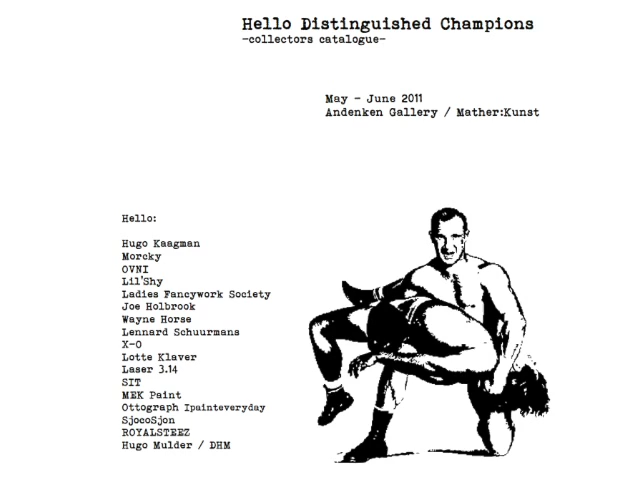 Hello Distinguished Champions
-collectors catalogue-
May - June 2011
Andenken Gallery / Mather:Kunst
Hello:
Hugo Kaagman
Morcky
OVNI
Lil'Shy
Ladies Fancywork Society
Joe Holbrook
Wayne Horse
Lennard Schuurmans
X-O
Lotte Klaver
Laser 3.14
SIT
MEK Paint
Ottograph Ipainteveryday
SjocoSjon
ROYALSTEEZ
Hugo Mulder / DHM